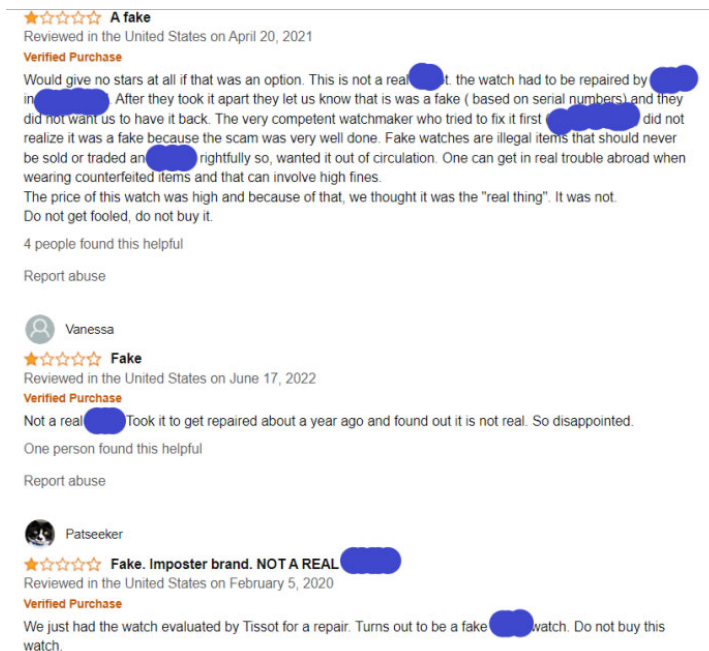 A fake
Reviewed in the United States on April 20, 2021
Verified Purchase
Would give no stars at all if that was an option. This is not a real t. the watch had to be repaired by
in ). After they took it apart they let us know that is was a fake ( based on serial numbers) and they
did not want us to have it back. The very competent watchmaker who tried to fix it first ( did not
realize it was a fake because the scam was very well done. Fake watches are illegal items that should never
be sold or traded an rightfully so, wanted it out of circulation. One can get in real trouble abroad when
wearing counterfeited items and that can involve high fines.
The price of this watch was high and because of that, we thought it was the "real thing". It was not.
Do not get fooled, do not buy it.
4 people found this helpful
Report abuse
Vanessa
Fake
Reviewed in the United States on June 17, 2022
Verified Purchase
Not a real Took it to get repaired about a year ago and found out it is not real. So disappointed.
One person found this helpful
Report abuse
Patseeker
Fake. Imposter brand. NOT A REAL
Reviewed in the United States on February 5, 2020
Verified Purchase
We just had the watch evaluated by Tissot for a repair. Turns out to be a fake watch. Do not buy this
watch.